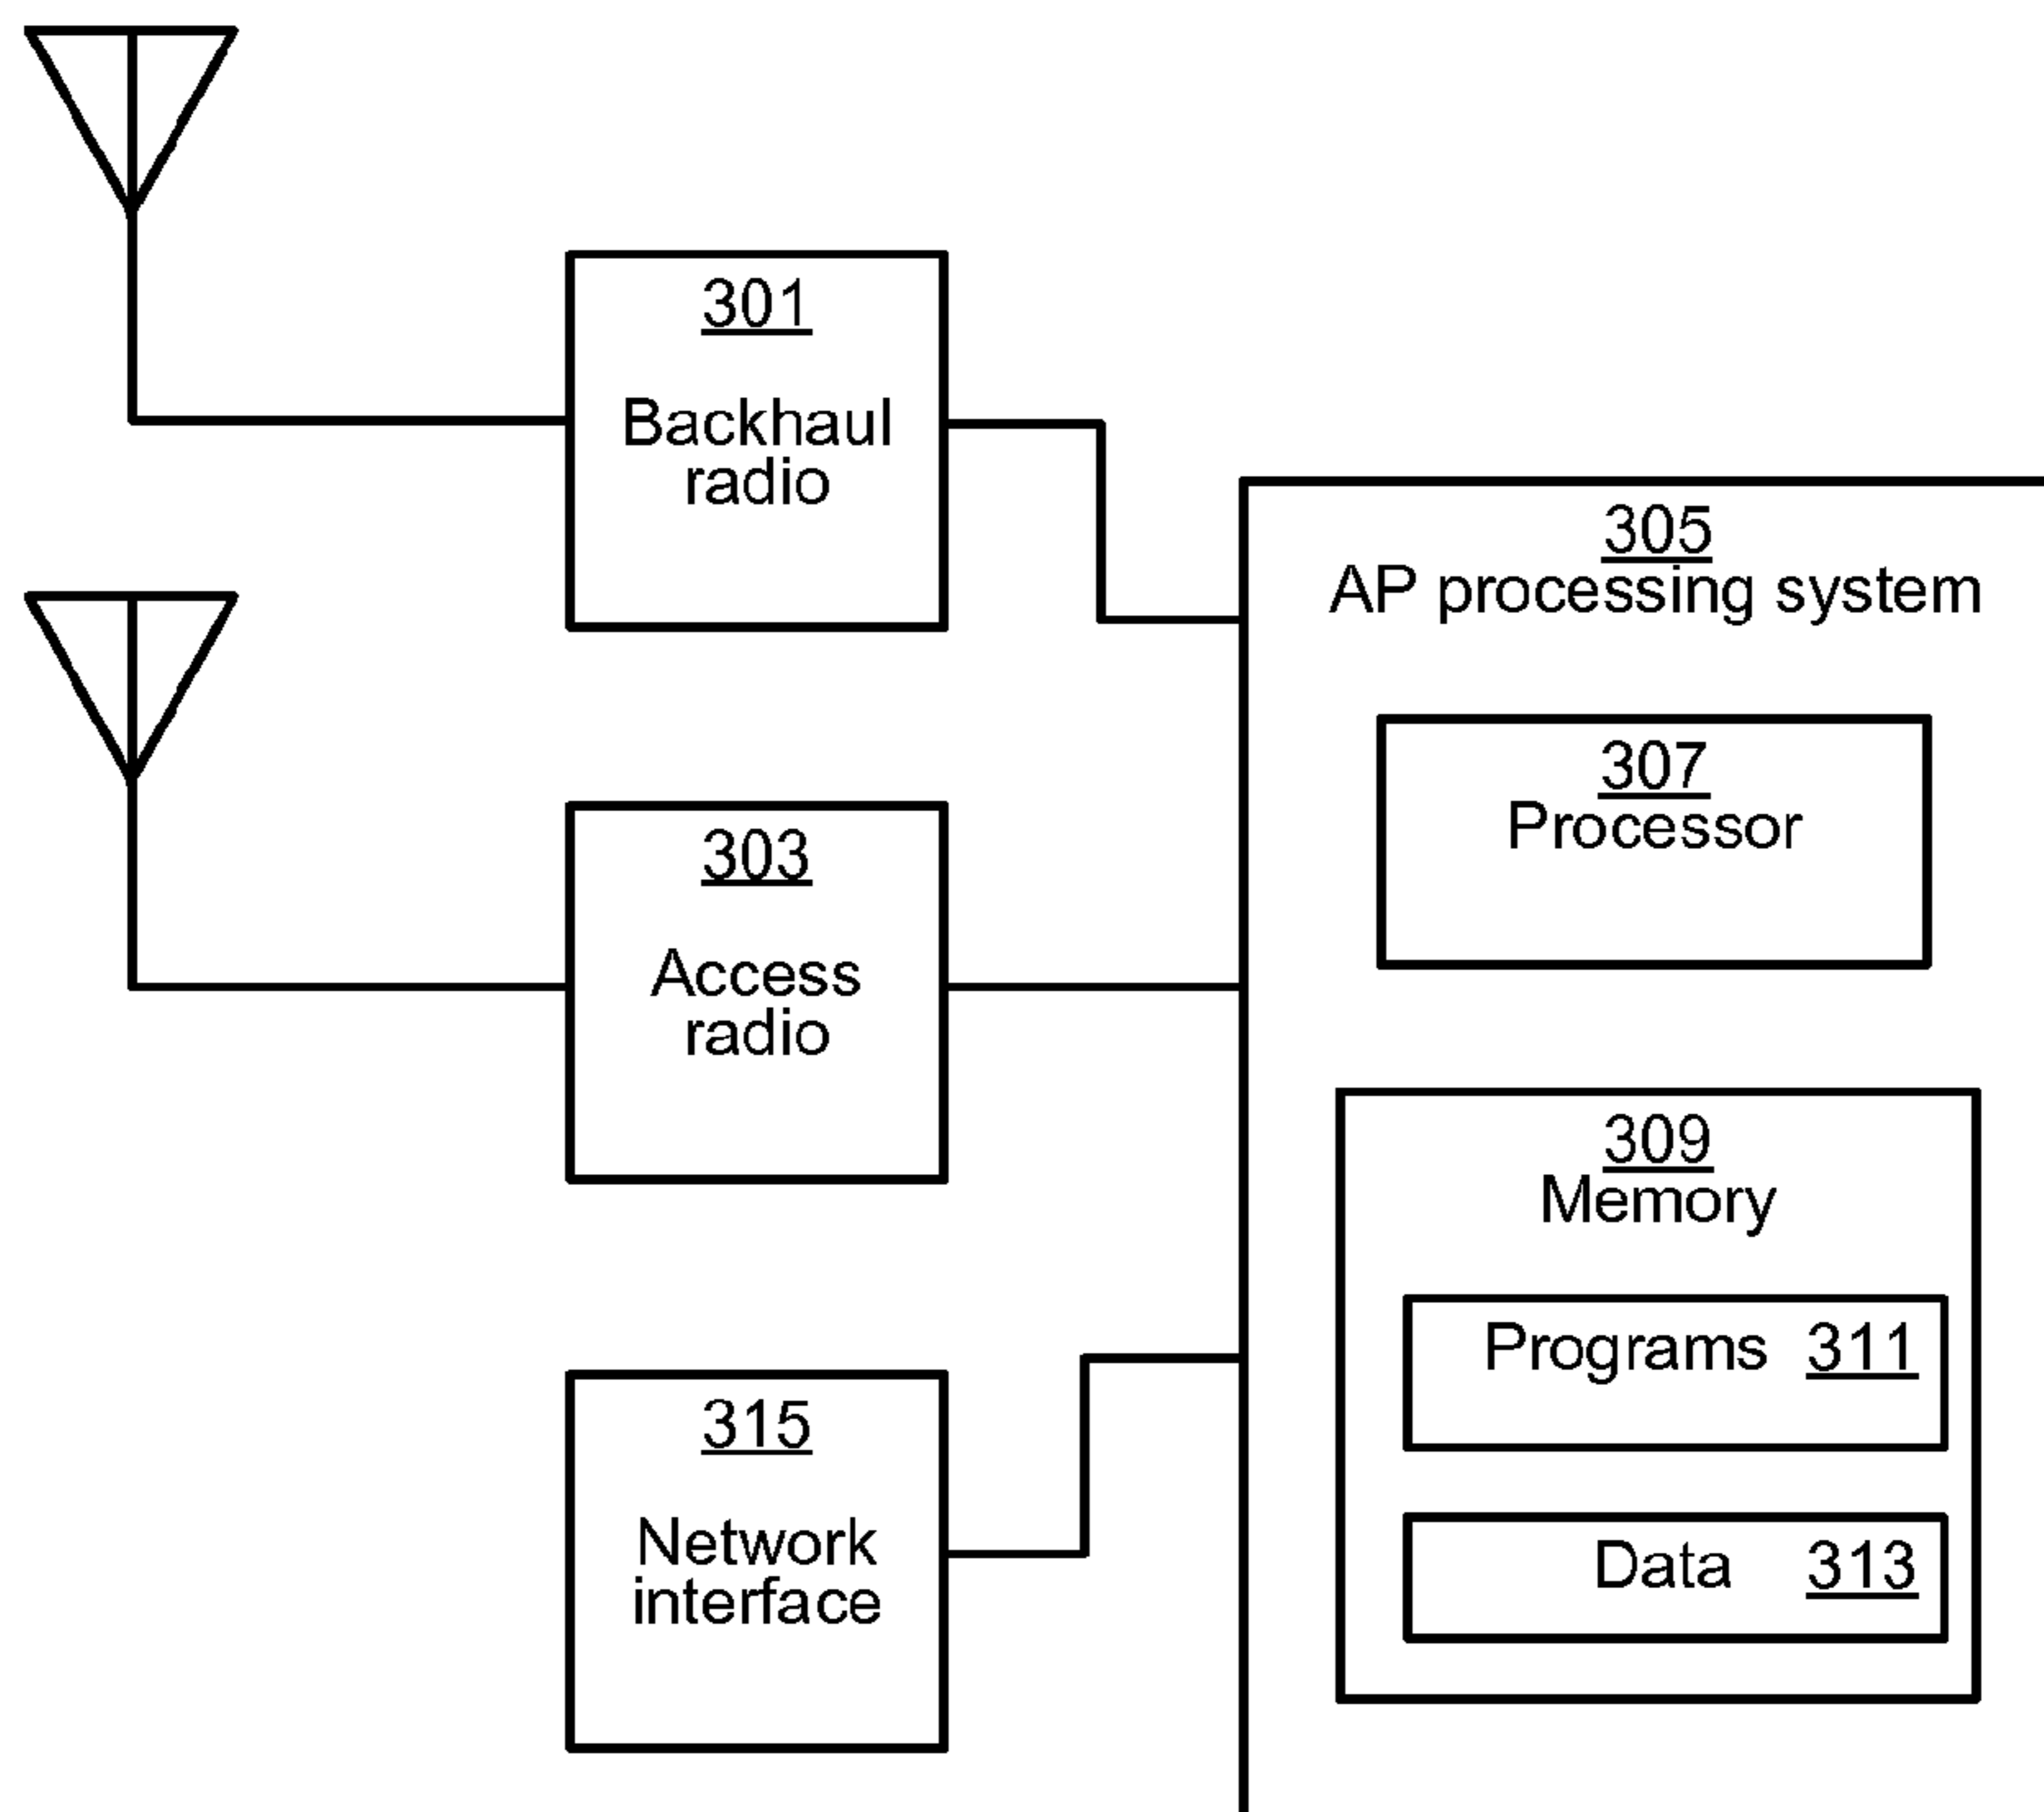 301
Backhaul
radio
305
AP processing system
307
Processor
303
Access
radio
309
Memory
Programs 311
315
Network
interface
Data 313